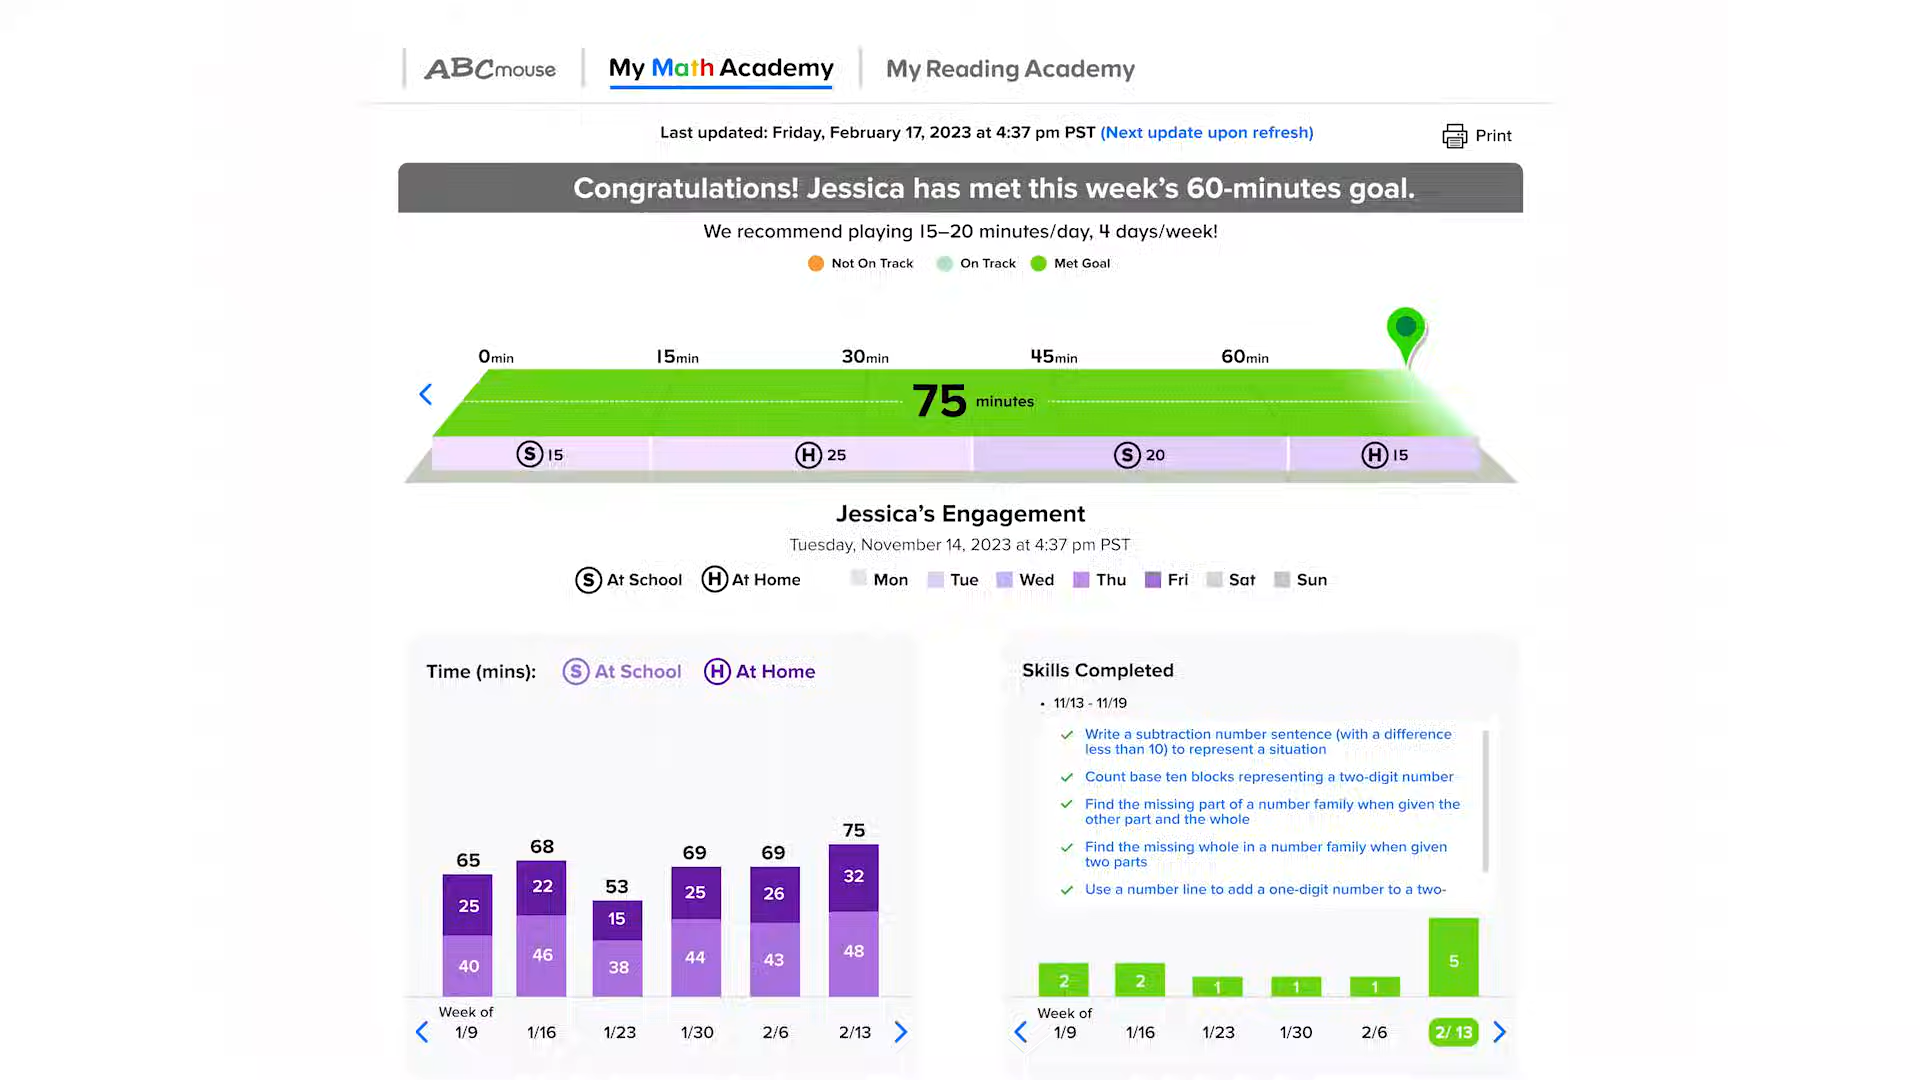 ABCmouse
My Math Academy
My Reading Academy
Last updated: Friday, February 17, 2023 at 4:37 pm PST (Next update upon refresh)
Print
Congratulations! Jessica has met this week's 60-minutes goal.
We recommend playing 15–20 minutes/day, 4 days/week!
Not On Track On Track Met Goal
0min 15min 30min 45min 60min
75 minutes
S 15 H 25 S 20 H 15
Jessica's Engagement
Tuesday, November 14, 2023 at 4:37 pm PST
S At School H At Home Mon Tue Wed Thu Fri Sat Sun
Time (mins): S At School H At Home
65 68 53 69 69 75
25 22 15 25 26 32
40 46 38 44 43 48
Week of
1/9 1/16 1/23 1/30 2/6 2/13
Skills Completed
• 11/13 - 11/19
Write a subtraction number sentence (with a difference
less than 10) to represent a situation
Count base ten blocks representing a two-digit number
Find the missing part of a number family when given the
other part and the whole
Find the missing whole in a number family when given
two parts
Use a number line to add a one-digit number to a two-
2 2 1 1 1 5
Week of
1/9 1/16 1/23 1/30 2/6 2/ 13